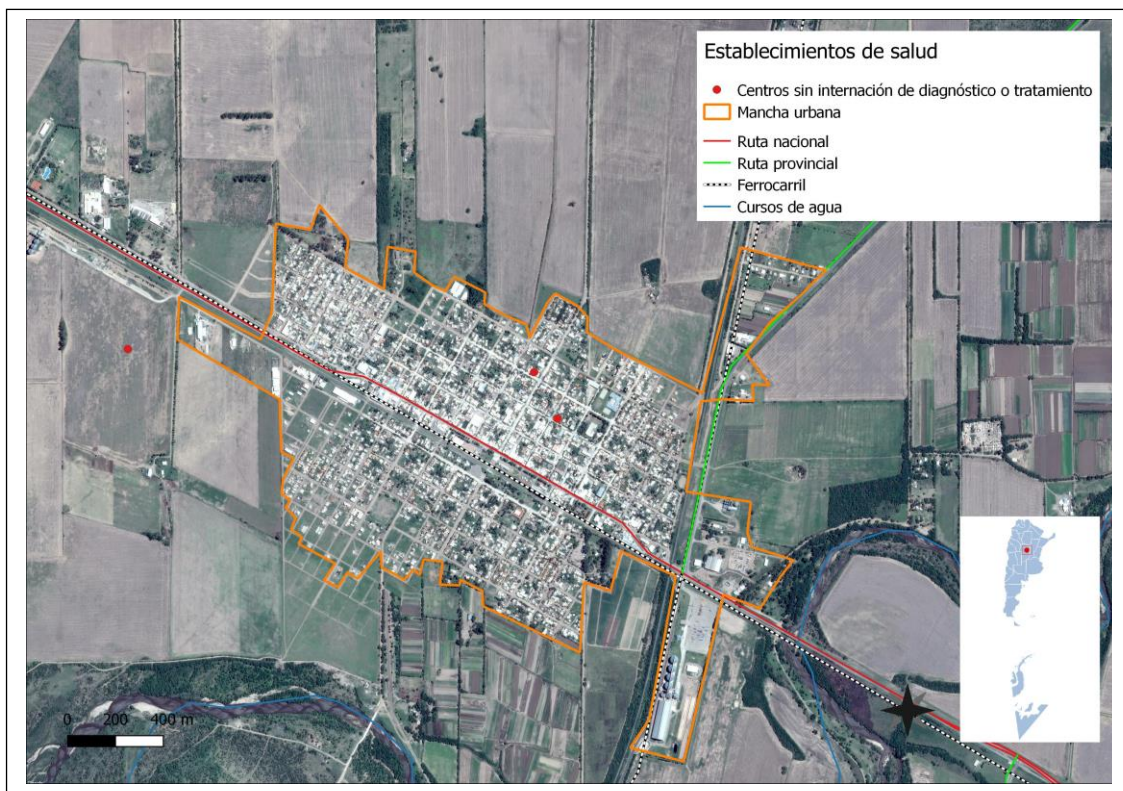 Establecimientos de salud
Centros sin internación de diagnóstico o tratamiento
Mancha urbana
Ruta nacional
Ruta provincial
Ferrocarril
Cursos de agua
0 200 400 m